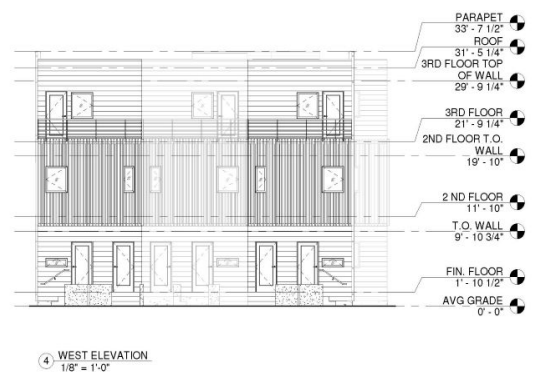 PARAPET
33' - 7 1/2"
ROOF
31' - 5 1/4"
3RD FLOOR TOP
OF WALL
29' - 9 1/4"
3RD FLOOR
21' - 9 1/4"
2ND FLOOR T.O.
WALL
19' - 10"
2 ND FLOOR
11' - 10"
T.O. WALL
9' - 10 3/4"
FIN. FLOOR
1' - 10 1/2"
AVG GRADE
0' - 0"
4 WEST ELEVATION
1/8" = 1'-0"